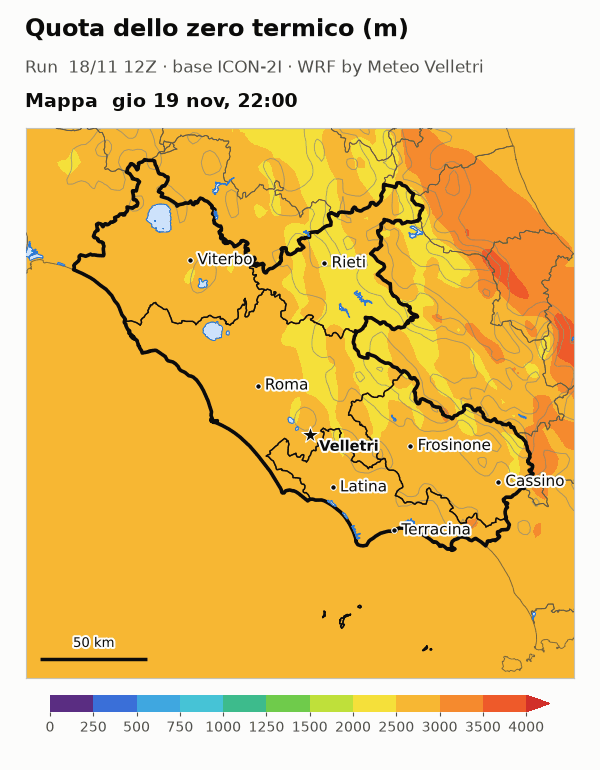 Quota dello zero termico (m)
Run  18/11 12Z · base ICON-2I · WRF by Meteo Velletri
Mappa  gio 19 nov, 22:00
Viterbo
Rieti
Roma
Velletri
Frosinone
Cassino
Latina
Terracina
50 km
0 250 500 750 1000 1250 1500 2000 2500 3000 3500 4000